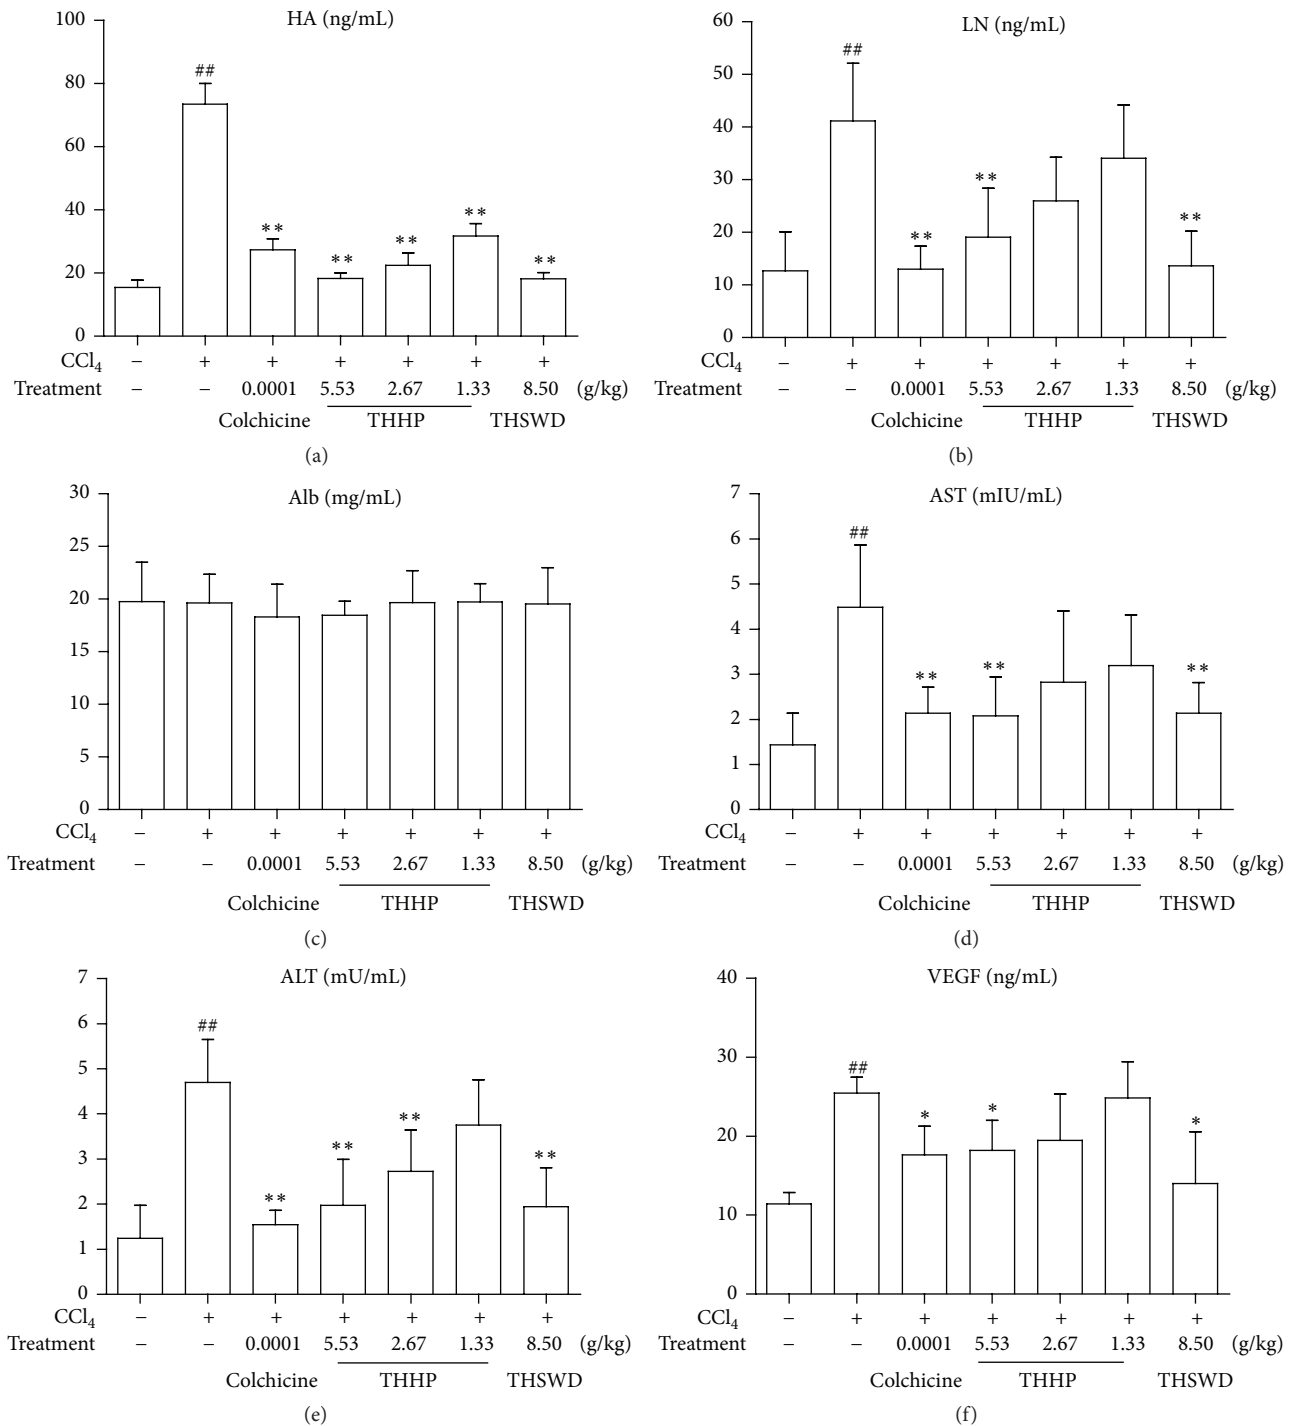 HA (ng/mL)
100
80
60
40
20
0
##
**
**
**
**
**
CCl4 − + + + + + +
Treatment − − 0.0001 5.53 2.67 1.33 8.50 (g/kg)
Colchicine THHP THSWD
(a)
LN (ng/mL)
60
50
40
30
20
10
0
##
**
**
**
CCl4 − + + + + + +
Treatment − − 0.0001 5.53 2.67 1.33 8.50 (g/kg)
Colchicine THHP THSWD
(b)
Alb (mg/mL)
30
25
20
15
10
5
0
CCl4 − + + + + + +
Treatment − − 0.0001 5.53 2.67 1.33 8.50 (g/kg)
Colchicine THHP THSWD
(c)
AST (mIU/mL)
7
6
5
4
3
2
1
0
##
**
**
**
CCl4 − + + + + + +
Treatment − − 0.0001 5.53 2.67 1.33 8.50 (g/kg)
Colchicine THHP THSWD
(d)
ALT (mU/mL)
7
6
5
4
3
2
1
0
##
**
**
**
**
CCl4 − + + + + + +
Treatment − − 0.0001 5.53 2.67 1.33 8.50 (g/kg)
Colchicine THHP THSWD
(e)
VEGF (ng/mL)
40
30
20
10
0
##
*
*
*
CCl4 − + + + + + +
Treatment − − 0.0001 5.53 2.67 1.33 8.50 (g/kg)
Colchicine THHP THSWD
(f)